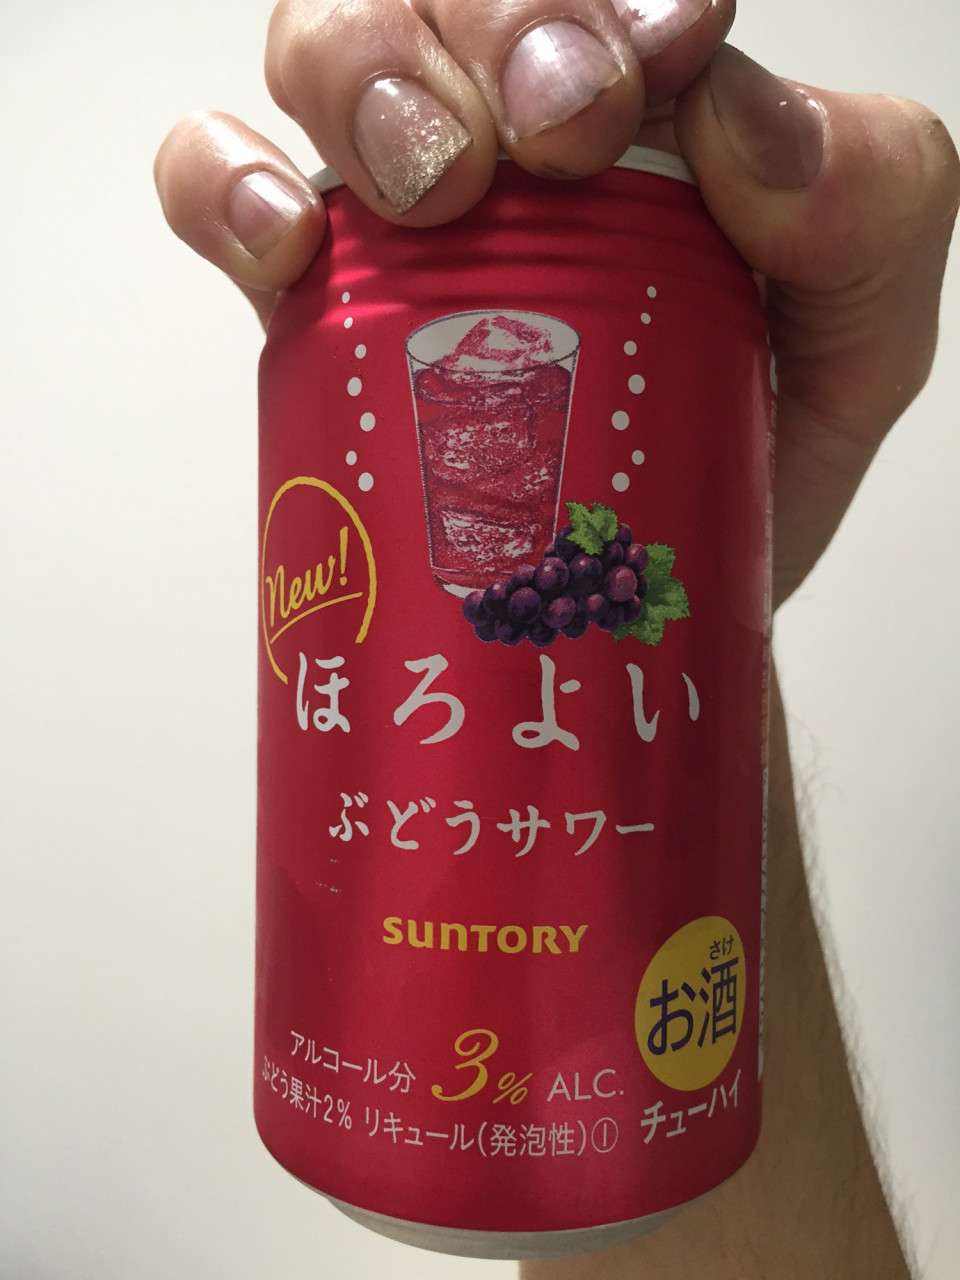 New!
ほろよい
ぶどうサワー
SUNTORY
さけ
お酒
アルコール分 3% ALC.
ぶどう果汁2% リキュール(発泡性)①
チューハイ